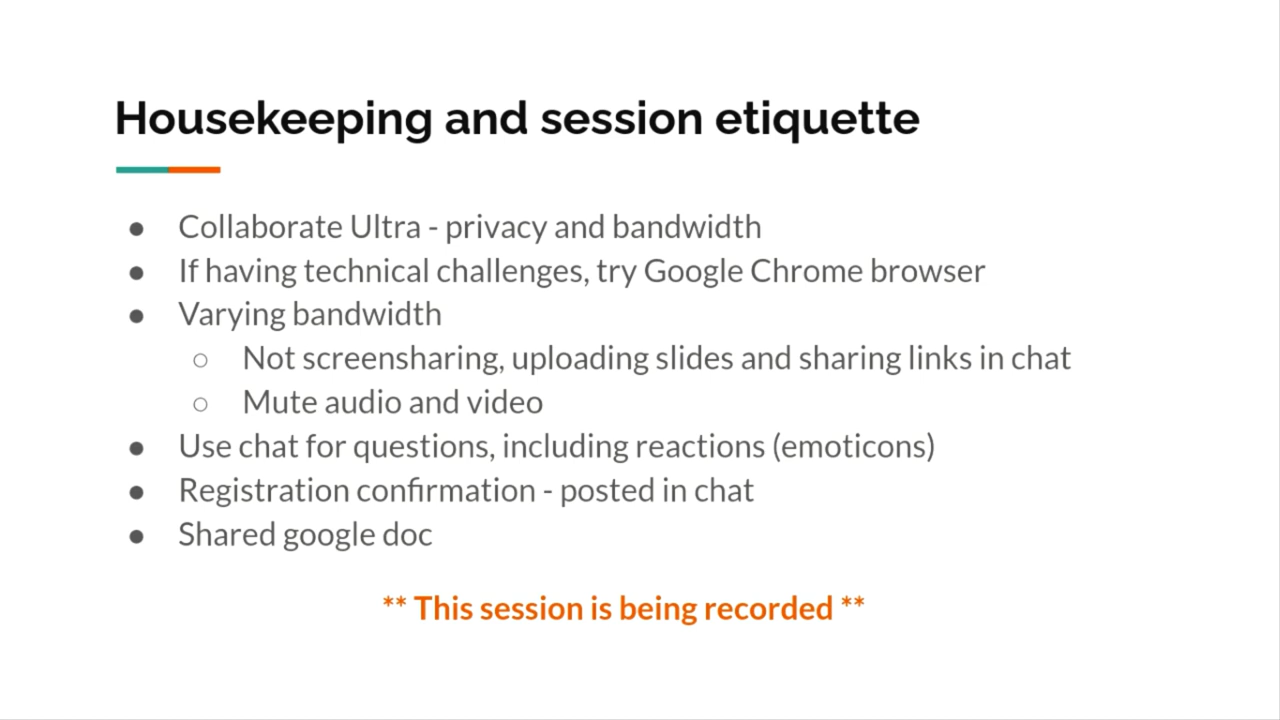 Housekeeping and session etiquette
● Collaborate Ultra - privacy and bandwidth
● If having technical challenges, try Google Chrome browser
● Varying bandwidth
○ Not screensharing, uploading slides and sharing links in chat
○ Mute audio and video
● Use chat for questions, including reactions (emoticons)
● Registration confirmation - posted in chat
● Shared google doc
** This session is being recorded **